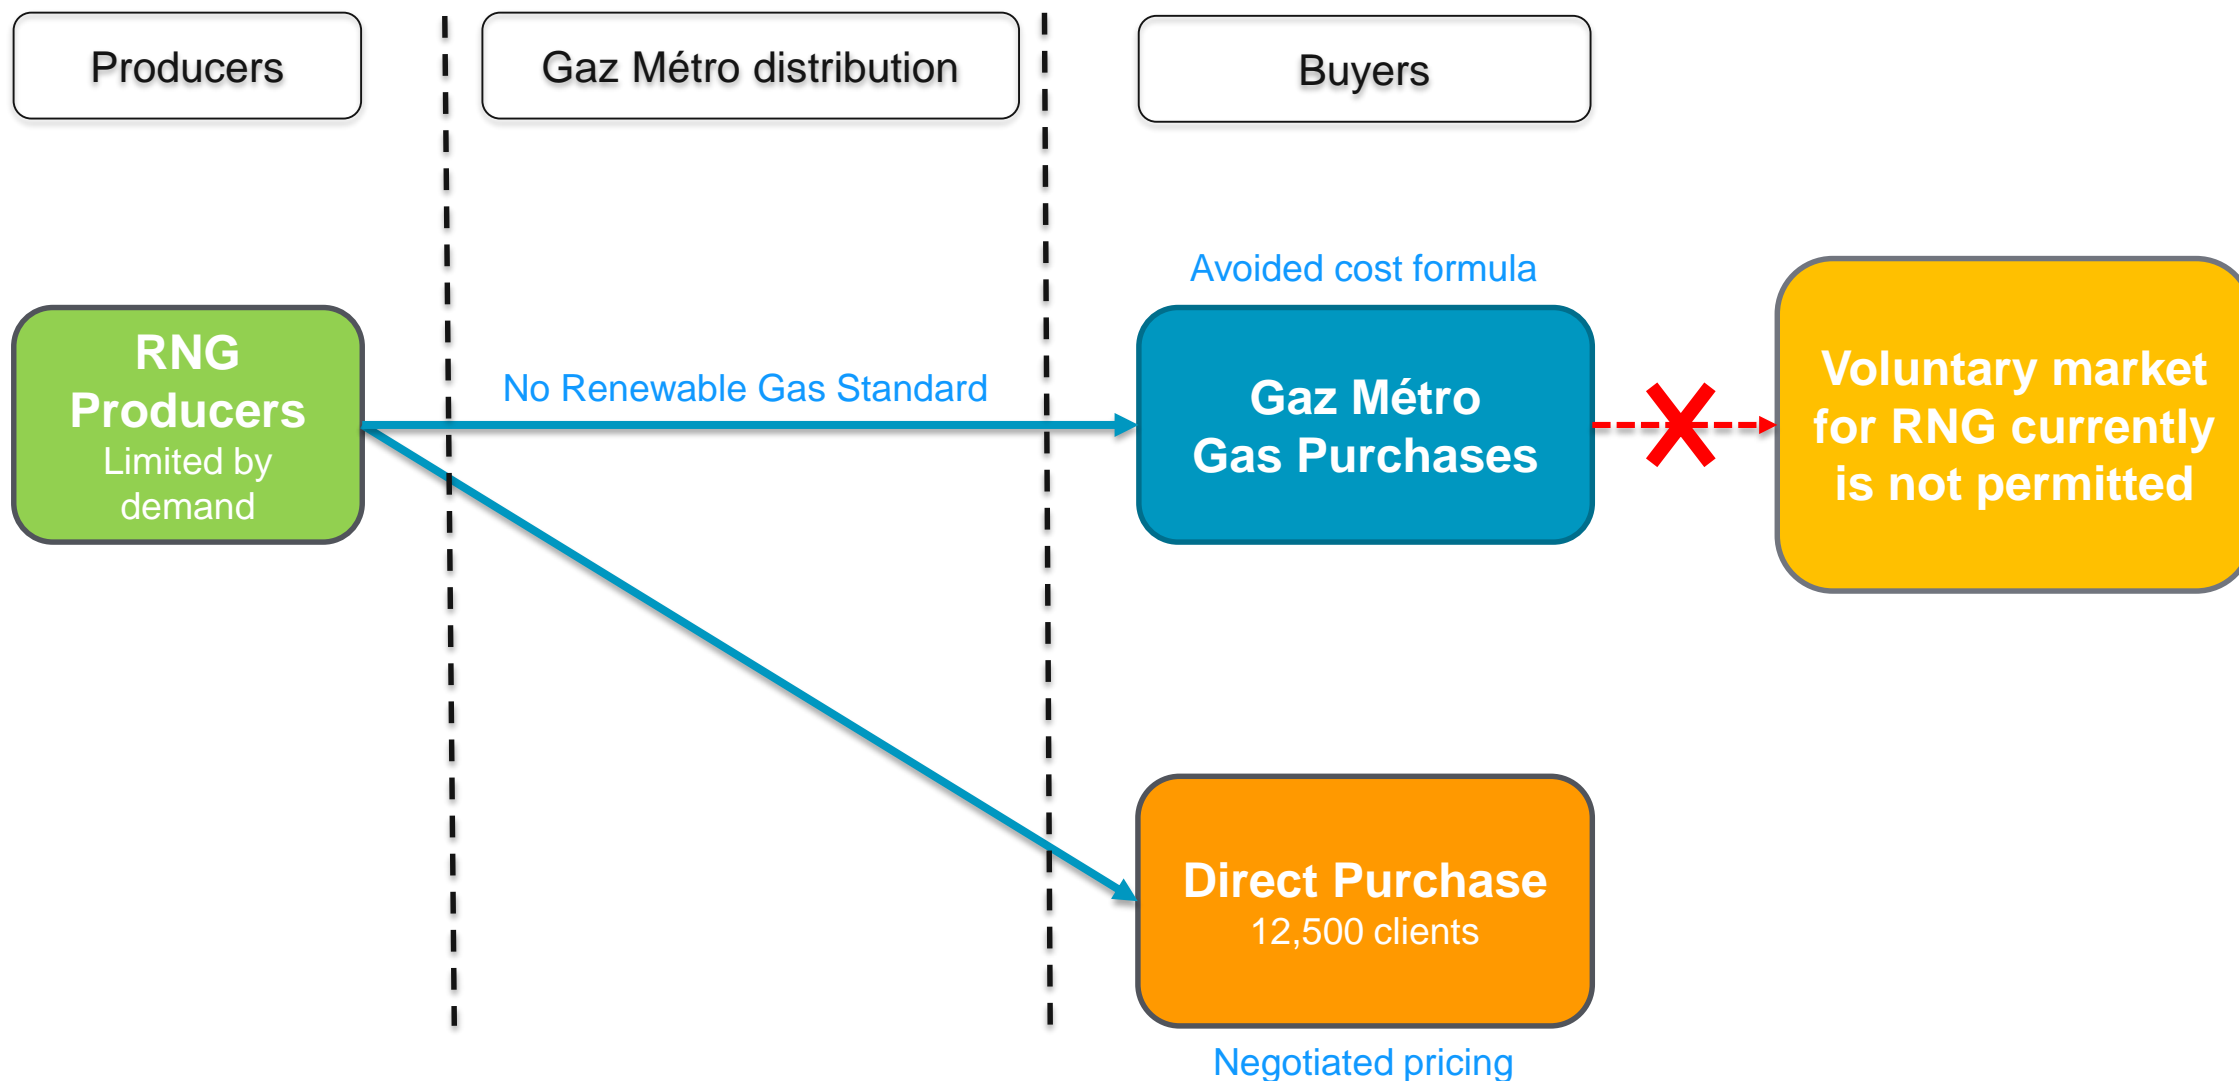 Producers
Gaz Métro distribution
Buyers
Avoided cost formula
RNG
Producers
Limited by
demand
No Renewable Gas Standard
Gaz Métro
Gas Purchases
Voluntary market
for RNG currently
is not permitted
Direct Purchase
12,500 clients
Negotiated pricing